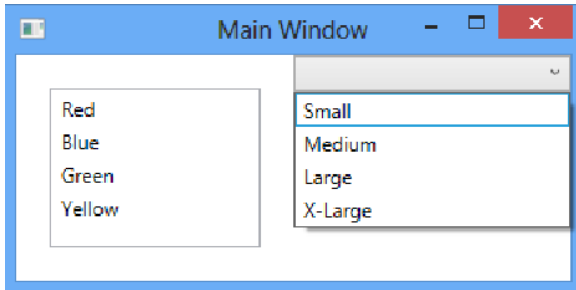 Main Window
Red
Blue
Green
Yellow
Small
Medium
Large
X-Large